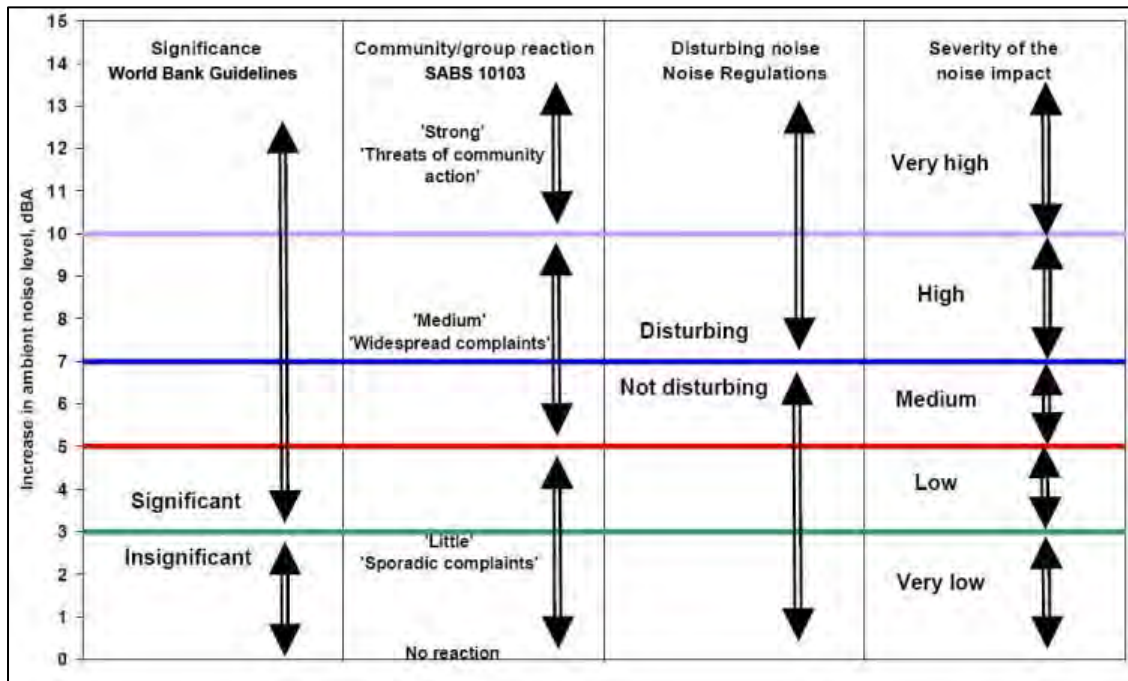 Increase in ambient noise level, dBA
15
14
13
12
11
10
9
8
7
6
5
4
3
2
1
0
Significance
World Bank Guidelines
Significant
Insignificant
Community/group reaction
SABS 10103
'Strong'
'Threats of community
action'
'Medium'
'Widespread complaints'
'Little'
'Sporadic complaints'
No reaction
Disturbing noise
Noise Regulations
Disturbing
Not disturbing
Severity of the
noise impact
Very high
High
Medium
Low
Very low